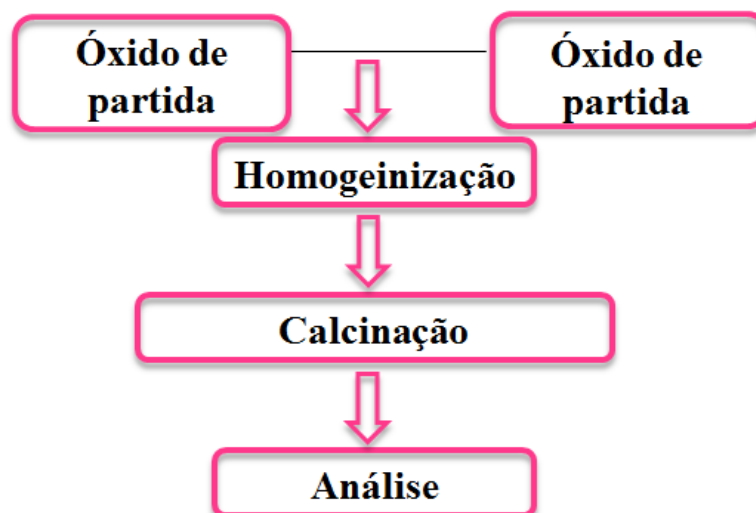 Óxido de
partida
Óxido de
partida
Homogeinização
Calcinação
Análise